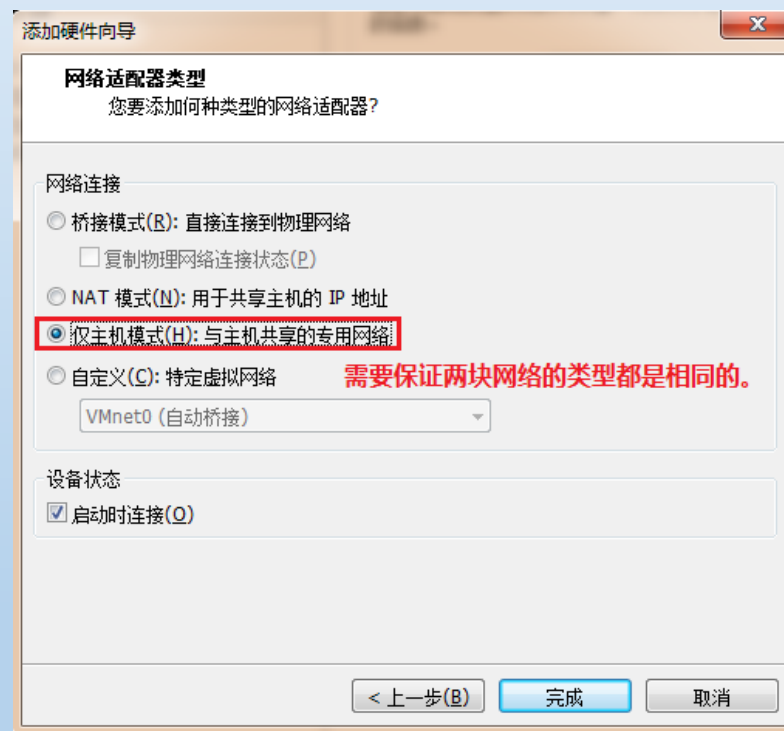 添加硬件向导
网络适配器类型
您要添加何种类型的网络适配器?
网络连接
桥接模式(R): 直接连接到物理网络
复制物理网络连接状态(P)
NAT 模式(N): 用于共享主机的 IP 地址
仅主机模式(H): 与主机共享的专用网络
自定义(C): 特定虚拟网络
需要保证两块网络的类型都是相同的。
VMnet0 (自动桥接)
设备状态
启动时连接(O)
< 上一步(B)
完成
取消